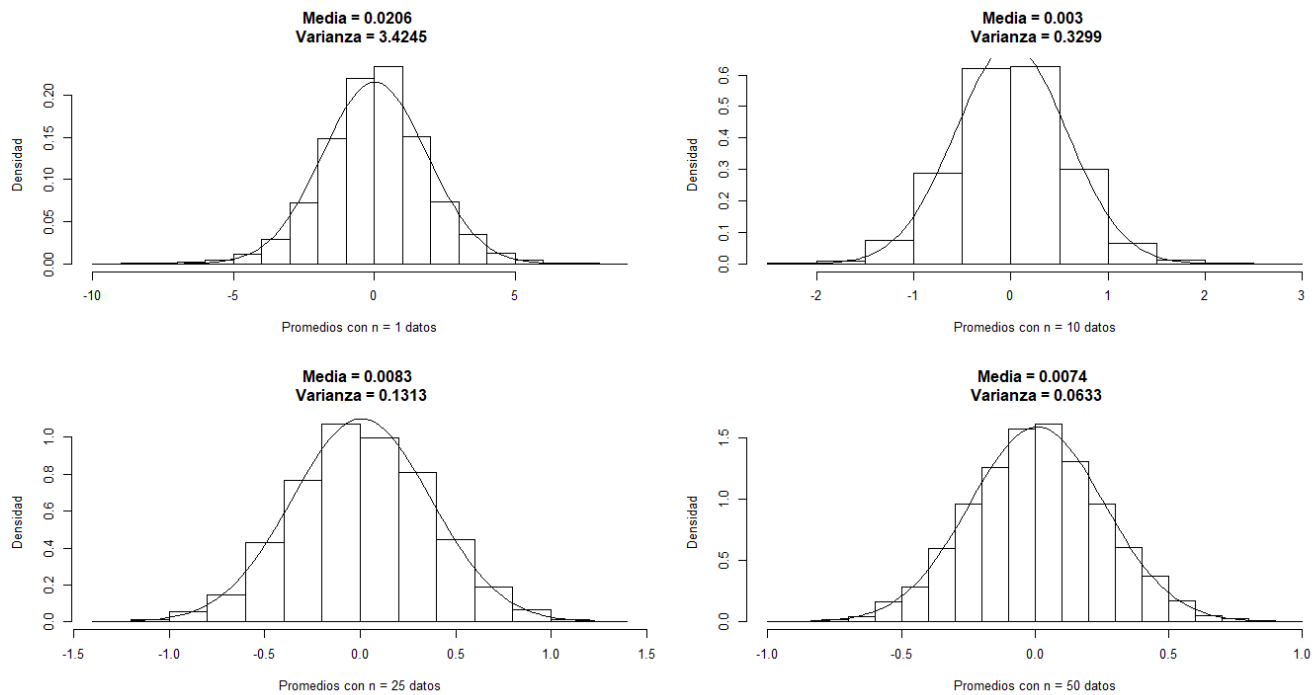 Media = 0.0206
Varianza = 3.4245
Densidad
0.20
0.15
0.10
0.05
0.00
-10
-5
0
5
Promedios con n = 1 datos
Media = 0.003
Varianza = 0.3299
Densidad
0.6
0.5
0.4
0.3
0.2
0.1
0.0
-2
-1
0
1
2
3
Promedios con n = 10 datos
Media = 0.0083
Varianza = 0.1313
Densidad
1.0
0.8
0.6
0.4
0.2
0.0
-1.5
-1.0
-0.5
0.0
0.5
1.0
1.5
Promedios con n = 25 datos
Media = 0.0074
Varianza = 0.0633
Densidad
1.5
1.0
0.5
0.0
-1.0
-0.5
0.0
0.5
1.0
Promedios con n = 50 datos